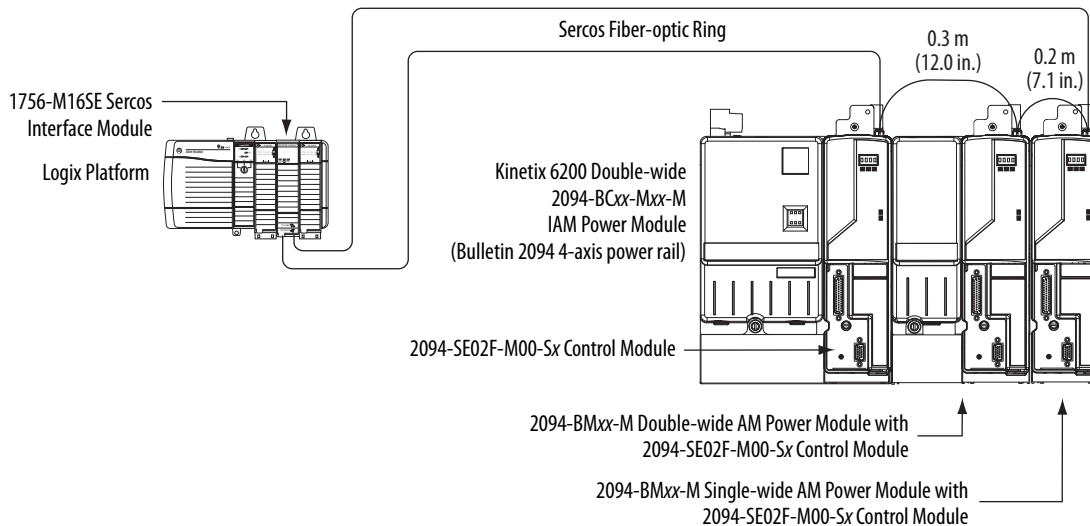 Sercos Fiber-optic Ring
0.3 m
(12.0 in.)
0.2 m
(7.1 in.)
1756-M16SE Sercos
Interface Module
Logix Platform
Kinetix 6200 Double-wide
2094-BCxx-Mxx-M
IAM Power Module
(Bulletin 2094 4-axis power rail)
2094-SE02F-M00-Sx Control Module
2094-BMxx-M Double-wide AM Power Module with
2094-SE02F-M00-Sx Control Module
2094-BMxx-M Single-wide AM Power Module with
2094-SE02F-M00-Sx Control Module